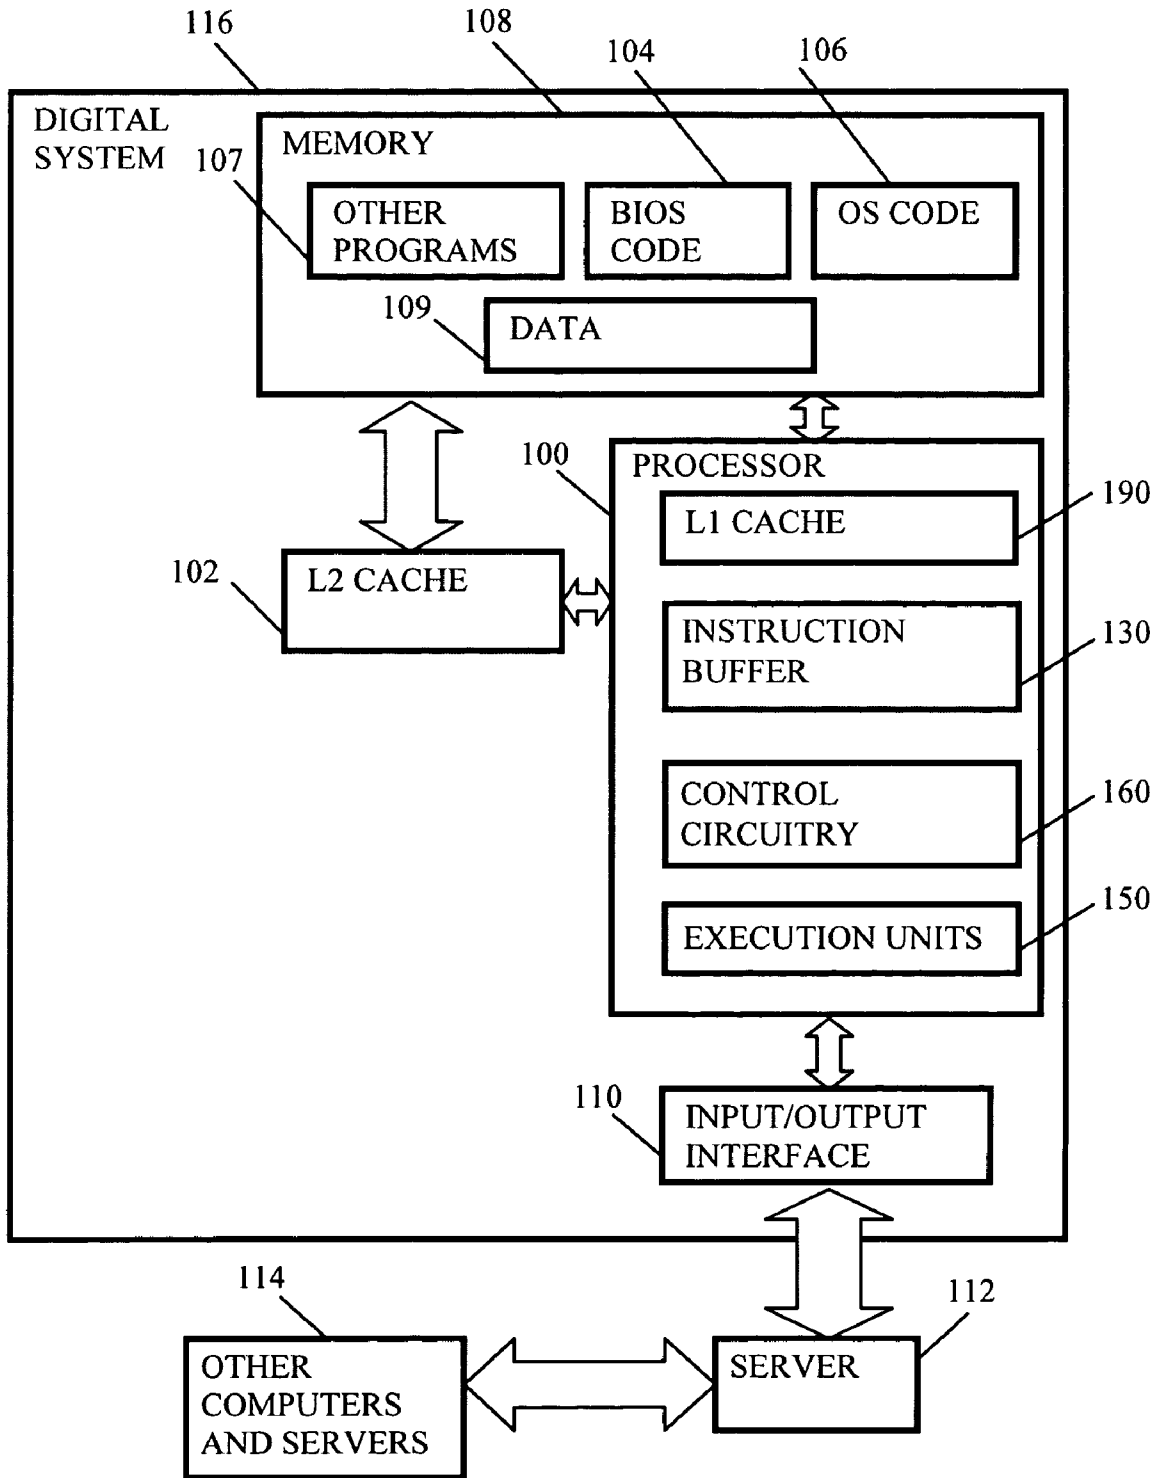 108
116
104
106
DIGITAL
SYSTEM
MEMORY
107
OTHER
PROGRAMS
BIOS
CODE
OS CODE
109
DATA
100
PROCESSOR
L1 CACHE
190
102
L2 CACHE
INSTRUCTION
BUFFER
130
CONTROL
CIRCUITRY
160
EXECUTION UNITS
150
110
INPUT/OUTPUT
INTERFACE
114
112
OTHER
COMPUTERS
AND SERVERS
SERVER